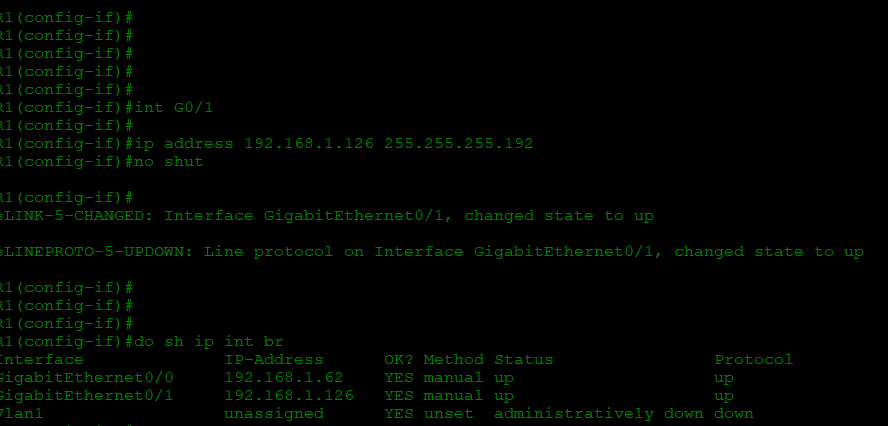 R1(config-if)#
R1(config-if)#
R1(config-if)#
R1(config-if)#
R1(config-if)#
R1(config-if)#int G0/1
R1(config-if)#
R1(config-if)#ip address 192.168.1.126 255.255.255.192
R1(config-if)#no shut
R1(config-if)#
%LINK-5-CHANGED: Interface GigabitEthernet0/1, changed state to up
%LINEPROTO-5-UPDOWN: Line protocol on Interface GigabitEthernet0/1, changed state to up
R1(config-if)#
R1(config-if)#
R1(config-if)#
R1(config-if)#do sh ip int br
Interface IP-Address OK? Method Status Protocol
GigabitEthernet0/0 192.168.1.62 YES manual up up
GigabitEthernet0/1 192.168.1.126 YES manual up up
Vlan1 unassigned YES unset administratively down down
R1(config-if)#